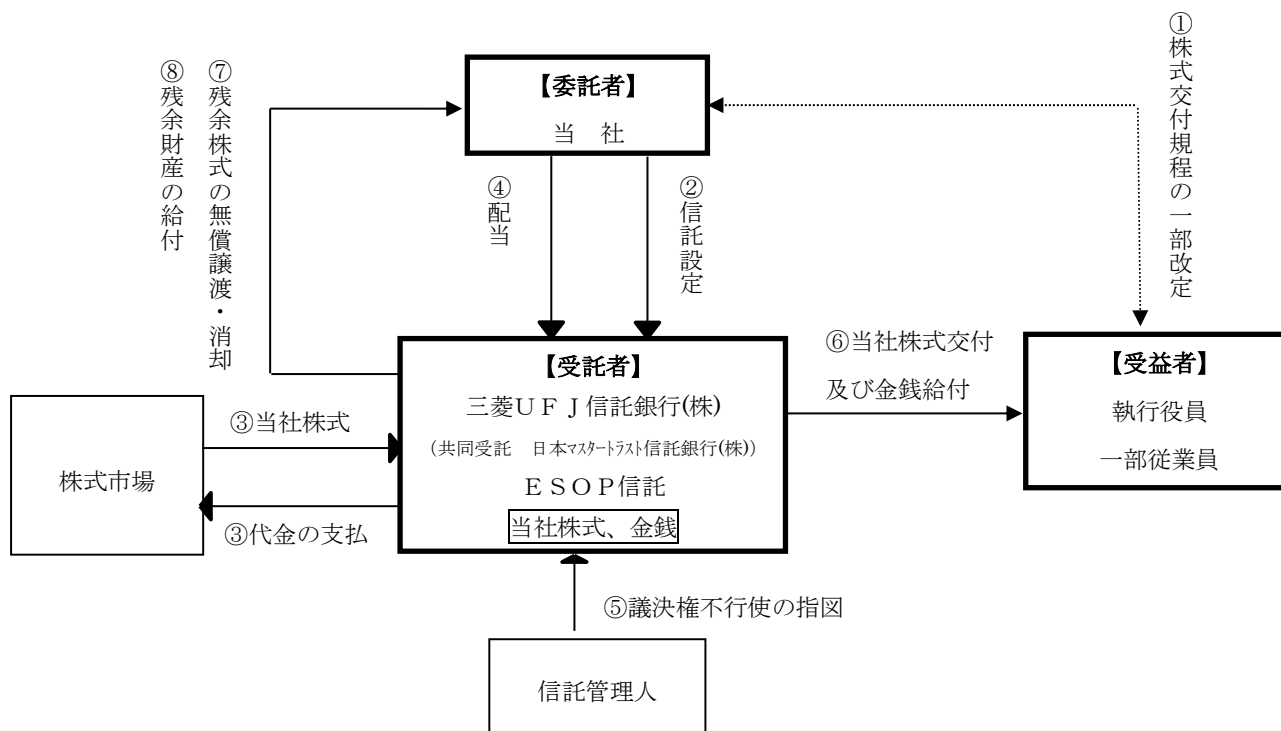 ①株式交付規程の一部改定
⑧残余財産の給付
⑦残余株式の無償譲渡・消却
【委託者】
当　社
④配当
②信託設定
【受託者】
三菱ＵＦＪ信託銀行(株)
(共同受託　日本ﾏｽﾀｰﾄﾗｽﾄ信託銀行(株))
ＥＳＯＰ信託
当社株式、金銭
⑥当社株式交付
及び金銭給付
【受益者】
執行役員
一部従業員
株式市場
③当社株式
③代金の支払
⑤議決権不行使の指図
信託管理人